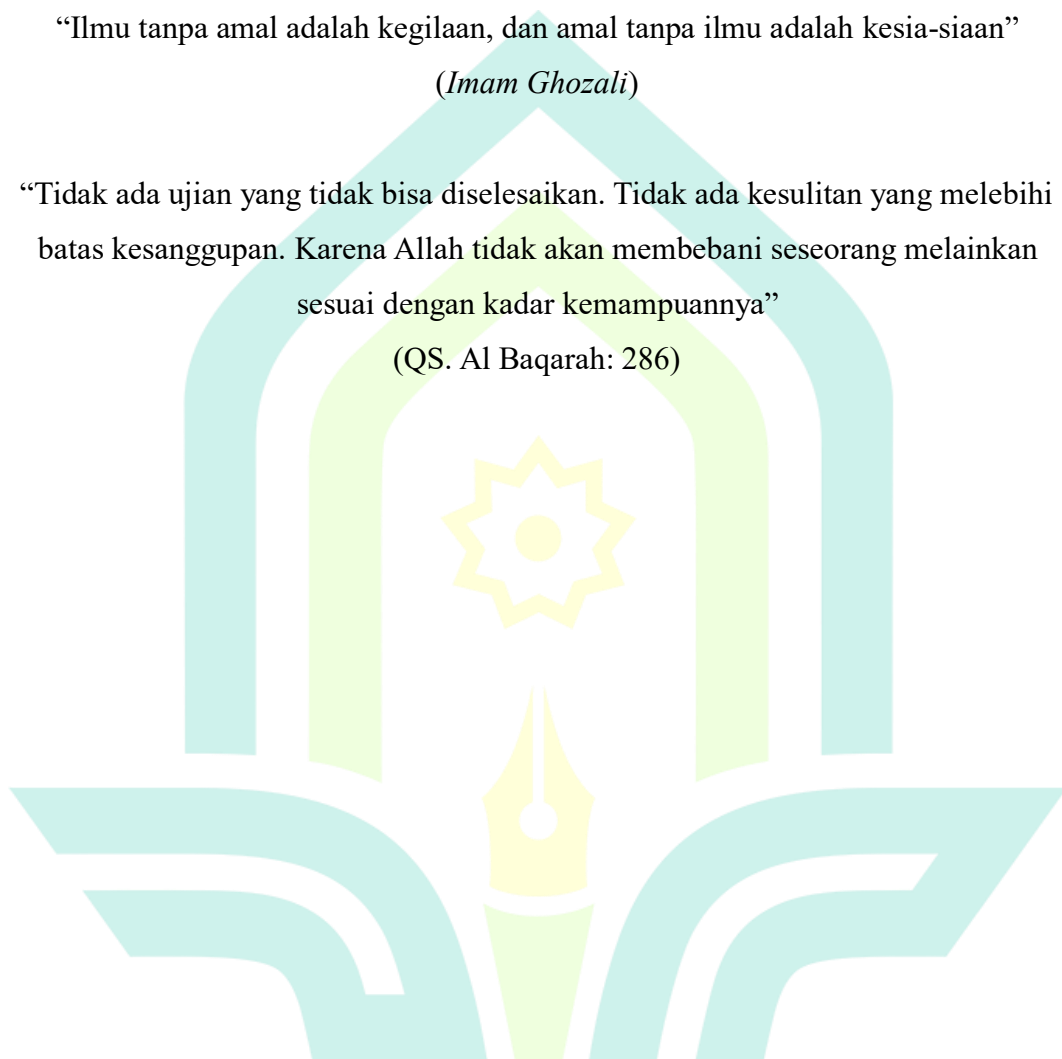 “Ilmu tanpa amal adalah kegilaan, dan amal tanpa ilmu adalah kesia-siaan”
(Imam Ghozali)
“Tidak ada ujian yang tidak bisa diselesaikan. Tidak ada kesulitan yang melebihi
batas kesanggupan. Karena Allah tidak akan membebani seseorang melainkan
sesuai dengan kadar kemampuannya”
(QS. Al Baqarah: 286)